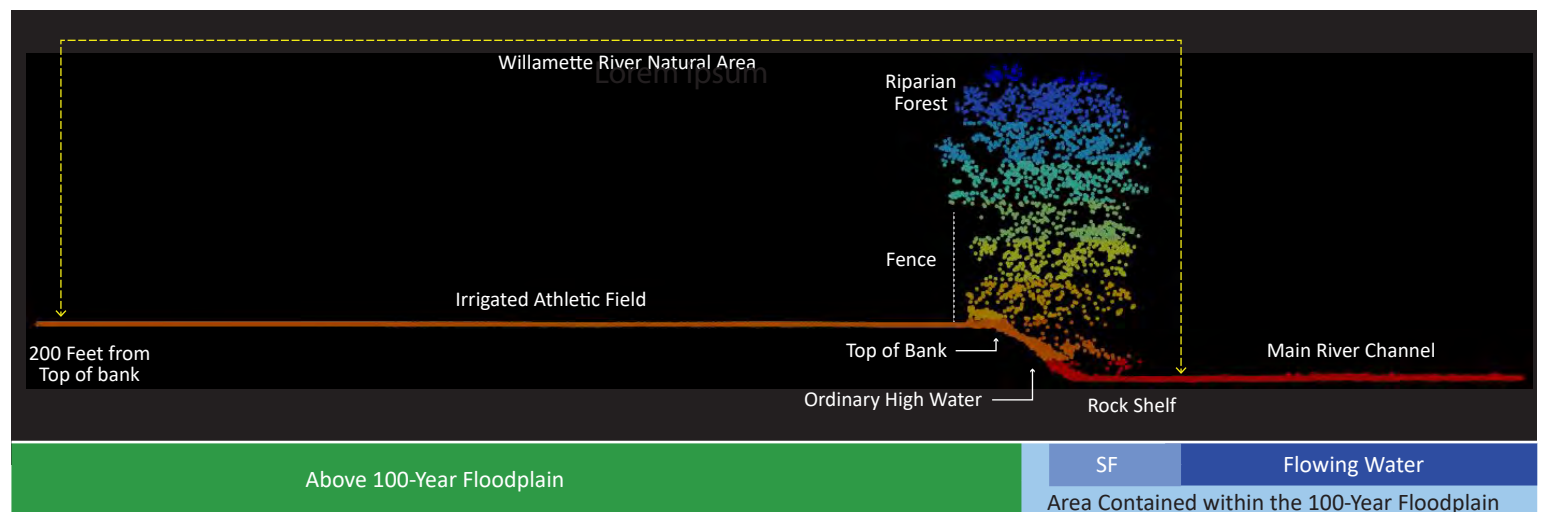 Willamette River Natural Area
Lorem ipsum
Riparian
Forest
Fence
Irrigated Athletic Field
200 Feet from
Top of bank
Top of Bank
Main River Channel
Ordinary High Water
Rock Shelf
Above 100-Year Floodplain
SF
Flowing Water
Area Contained within the 100-Year Floodplain